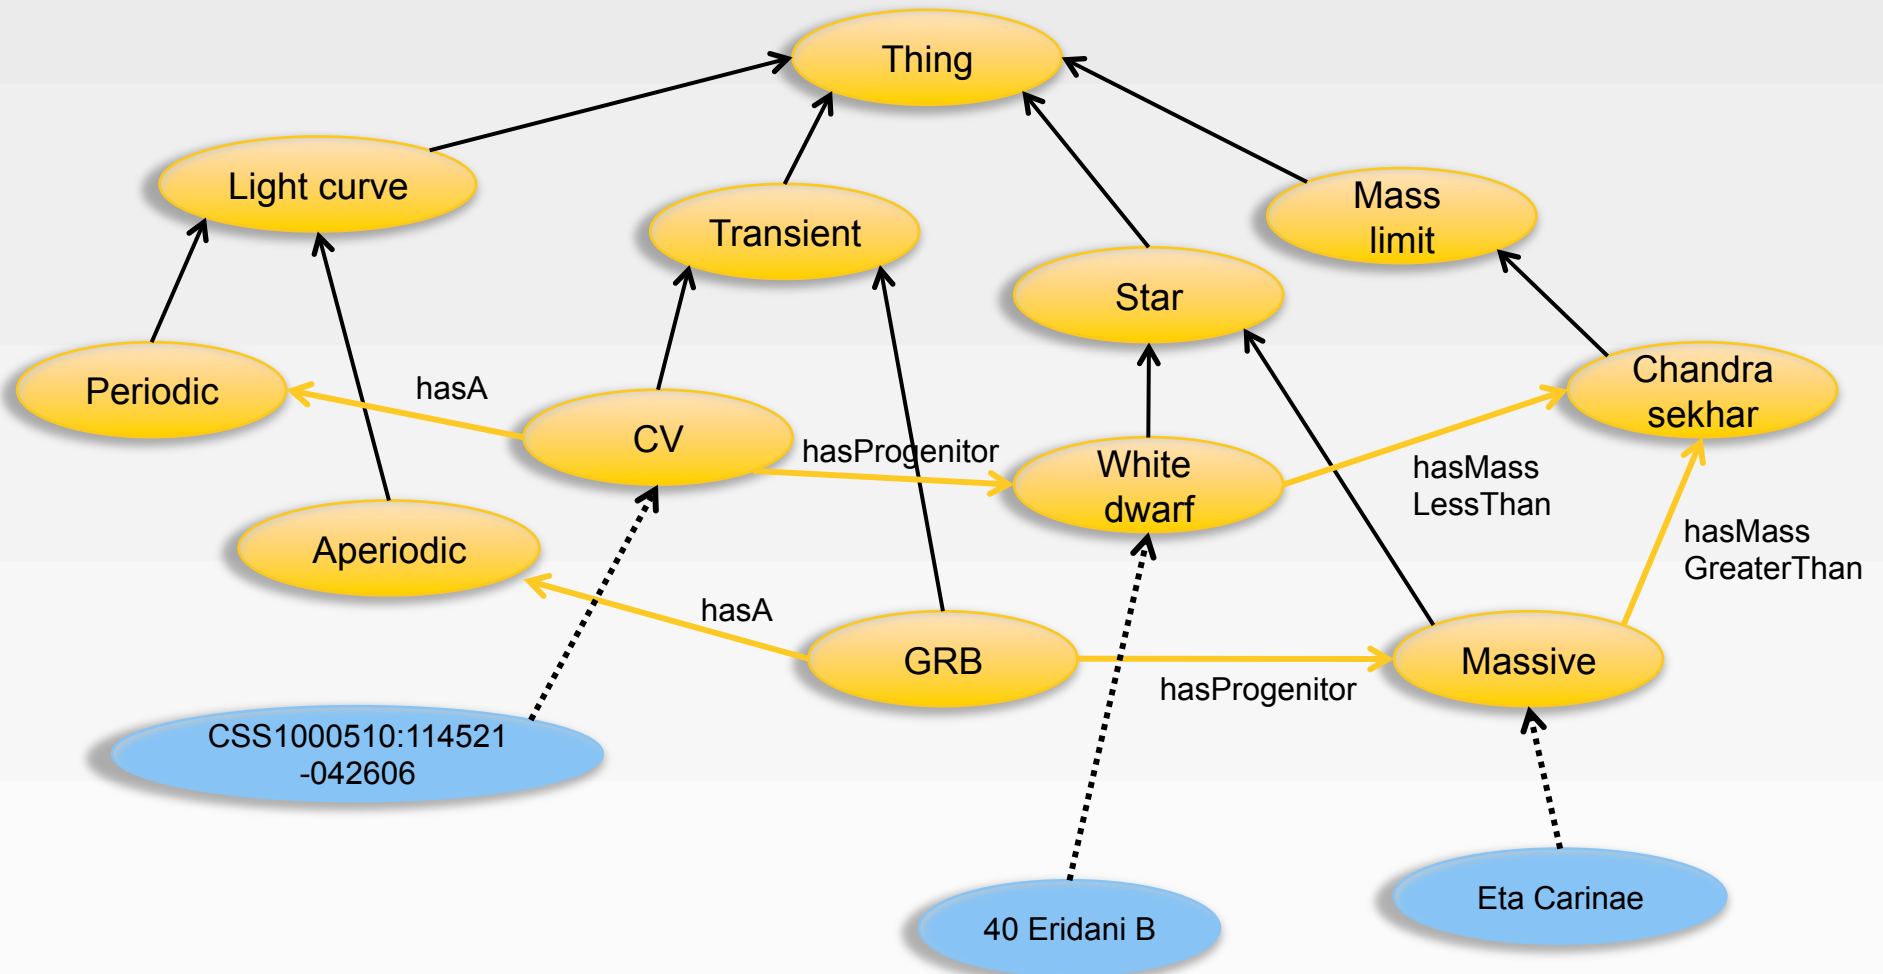 Thing
Light curve
Transient
Mass
limit
Star
Periodic
hasA
CV
hasProgenitor
White
dwarf
hasMass
LessThan
Chandra
sekhar
hasMass
GreaterThan
Aperiodic
hasA
GRB
hasProgenitor
Massive
CSS1000510:114521
-042606
40 Eridani B
Eta Carinae